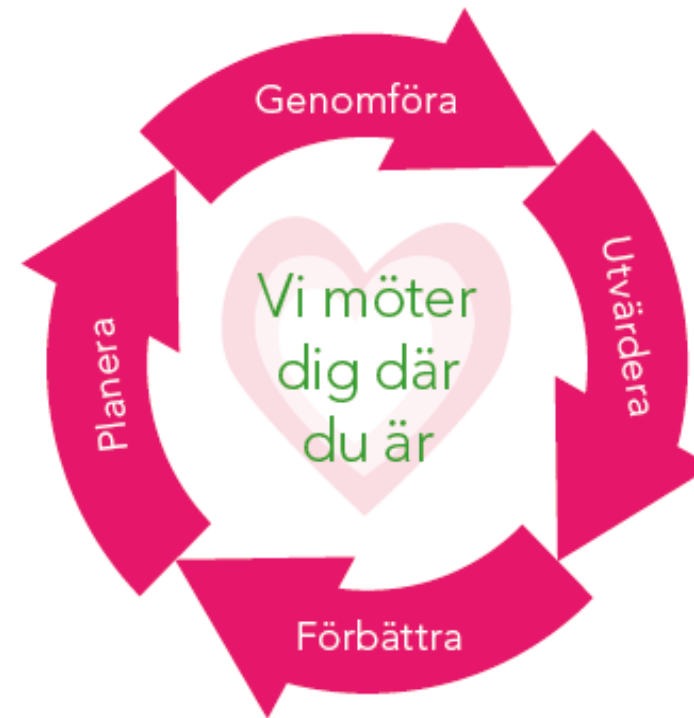 Genomföra
Utvärdera
Vi möter
dig där
du är
Planera
Förbättra